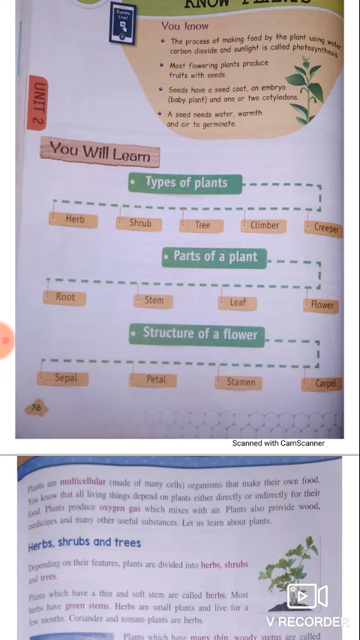 KNOW PLANTS
You know
The process of making food by the plant using water
carbon dioxide and sunlight is called photosynthesis.
Most flowering plants produce
fruits with seeds.
Seeds have a seed coat, an embryo
(baby plant) and one or two cotyledons.
A seed needs water, warmth
and air to germinate.
UNIT 2
You Will Learn
Types of plants
Herb Shrub Tree Climber Creeper
Parts of a plant
Root Stem Leaf Flower
Structure of a flower
Sepal Petal Stamen Carpel
76
Scanned with CamScanner
Plants are multicellular (made of many cells) organisms that make their own food.
You know that all living things depend on plants either directly or indirectly for their
food. Plants produce oxygen gas which mixes with air. Plants also provide wood,
medicines and many other useful substances. Let us learn about plants.
Herbs, shrubs and trees
Depending on their features, plants are divided into herbs, shrubs
and trees.
Plants which have a thin and soft stem are called herbs. Most
herbs have green stems. Herbs are small plants and live for a
few months. Coriander and tomato plants are herbs.
V RECORDER
Plants which have many thin, woody stems are called